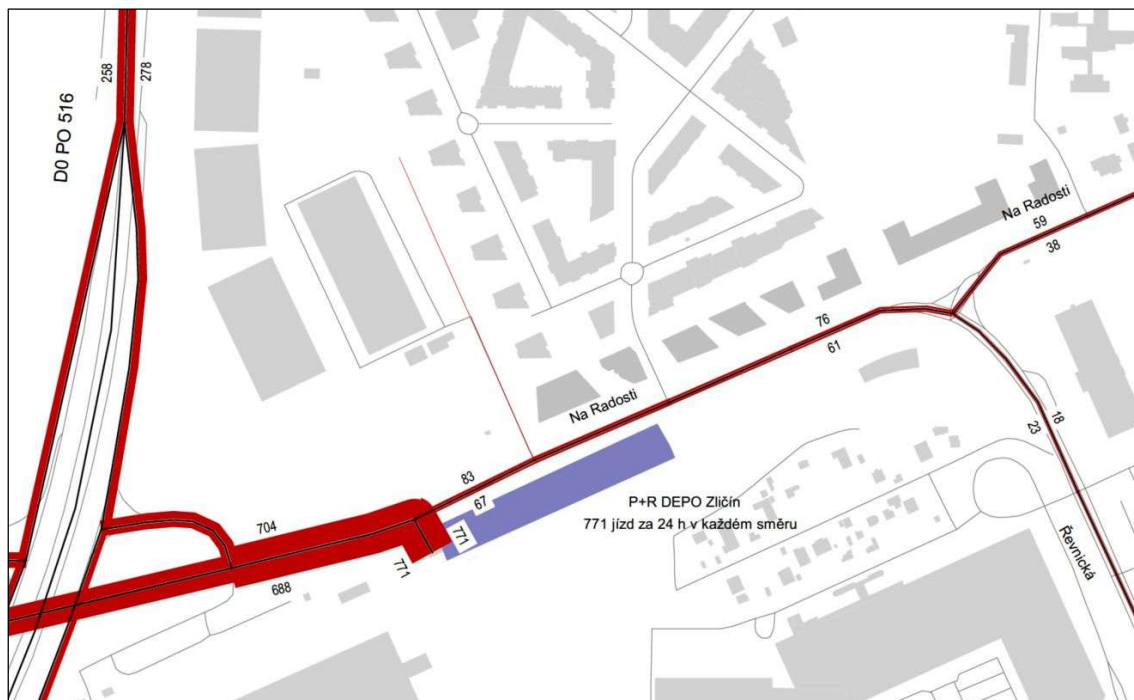 258
278
D0 PO 516
Na Radosti
59
38
76
61
Na Radosti
18
23
83
67
P+R DEPO Zličín
771 jízd za 24 h v každém směru
704
771
771
688
Řevnická